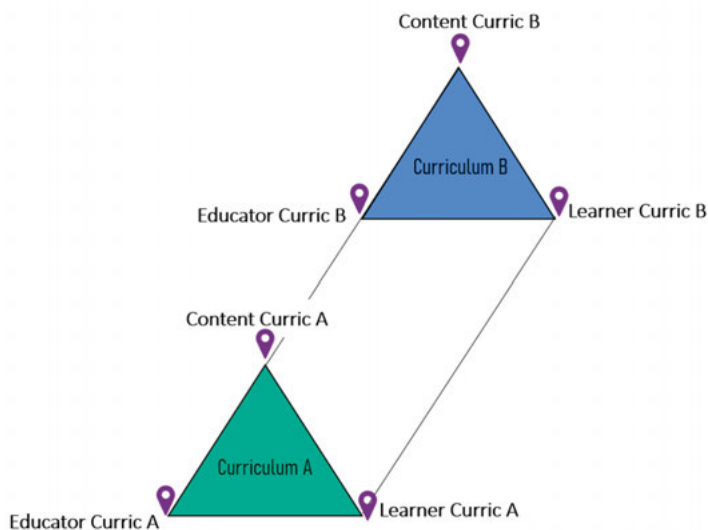 Content Curric B
Curriculum B
Educator Curric B
Learner Curric B
Content Curric A
Curriculum A
Educator Curric A
Learner Curric A